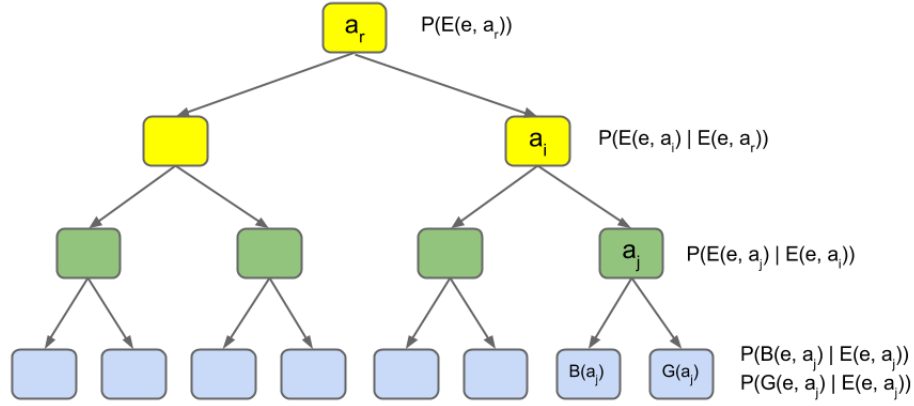 a_r P(E(e, a_r))
a_i P(E(e, a_i) | E(e, a_r))
a_j P(E(e, a_j) | E(e, a_i))
B(a_j) G(a_j) P(B(e, a_j) | E(e, a_j))
P(G(e, a_j) | E(e, a_j))